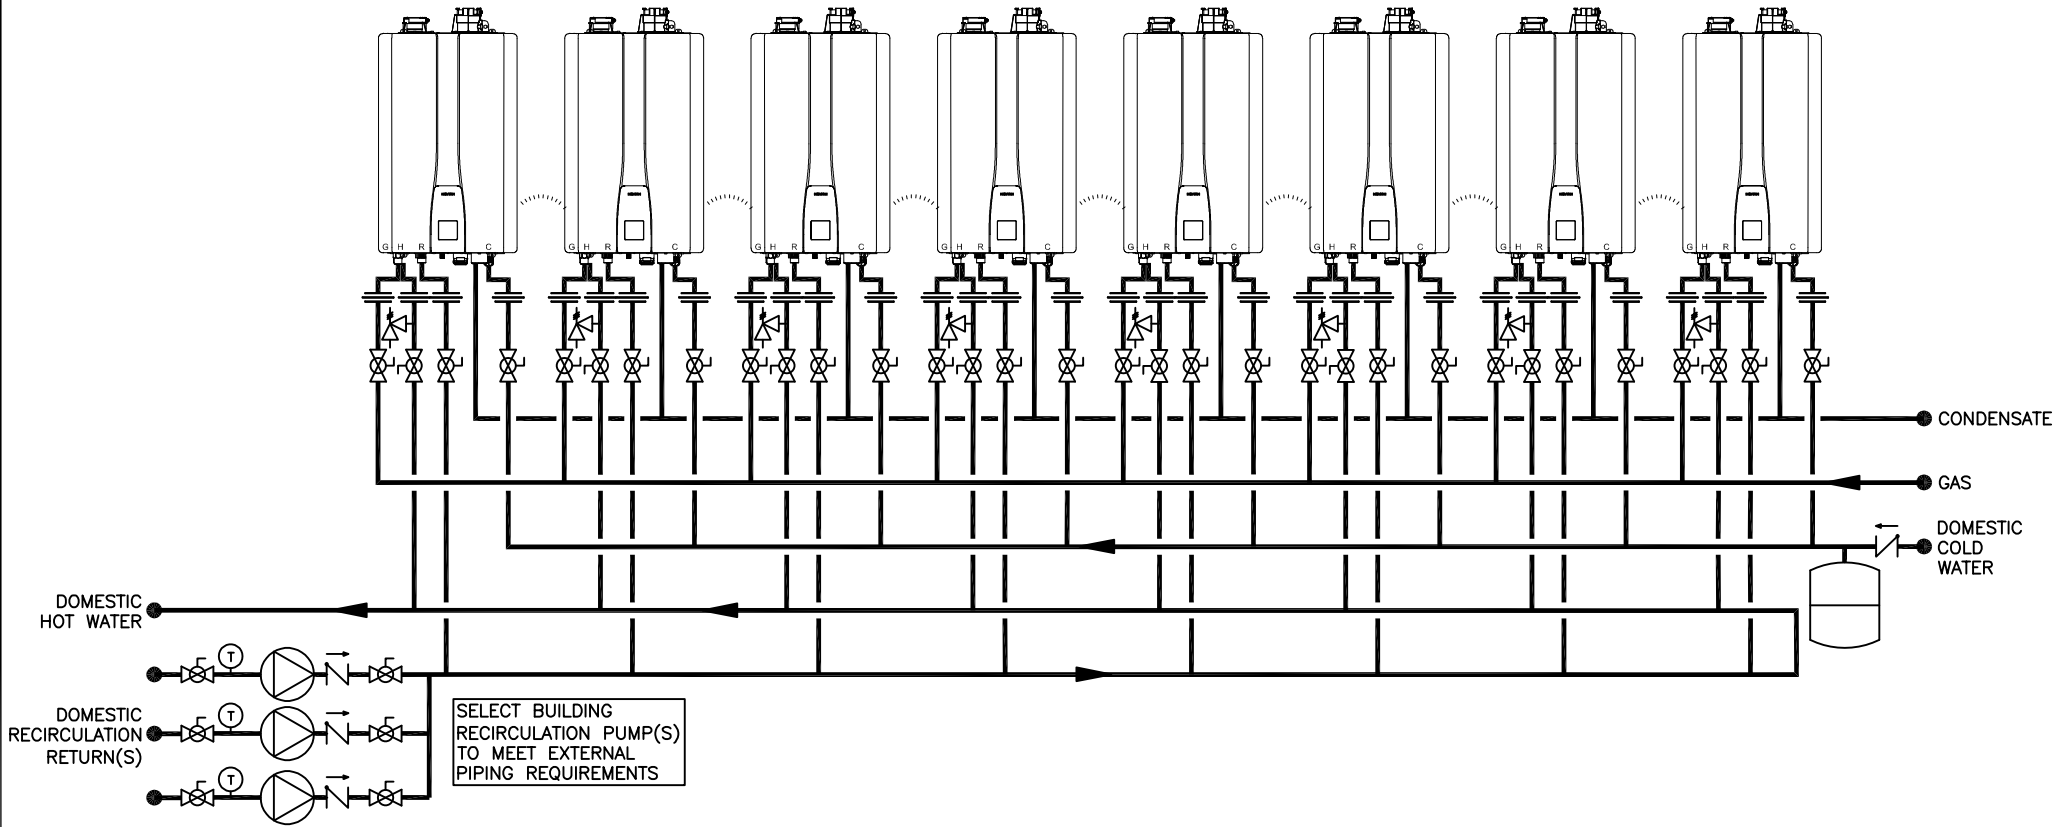 G H R C
G H R C
G H R C
G H R C
G H R C
G H R C
G H R C
G H R C
CONDENSATE
GAS
DOMESTIC
COLD
WATER
DOMESTIC
HOT WATER
T
DOMESTIC
RECIRCULATION
RETURN(S)
T
T
SELECT BUILDING
RECIRCULATION PUMP(S)
TO MEET EXTERNAL
PIPING REQUIREMENTS